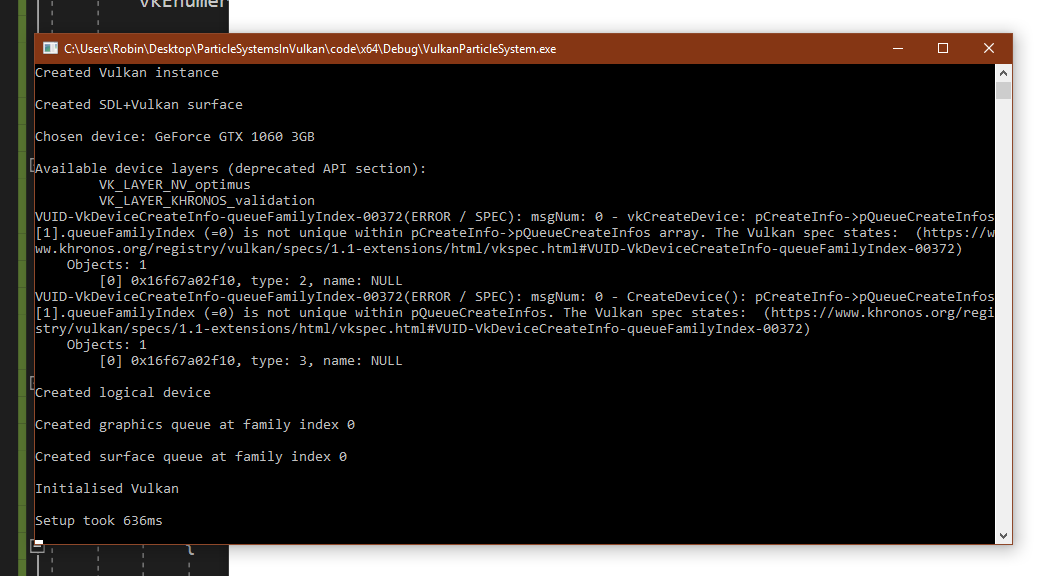 vkEnumer
C:\Users\Robin\Desktop\ParticleSystemsInVulkan\code\x64\Debug\VulkanParticleSystem.exe
Created Vulkan instance
Created SDL+Vulkan surface
Chosen device: GeForce GTX 1060 3GB
Available device layers (deprecated API section):
VK_LAYER_NV_optimus
VK_LAYER_KHRONOS_validation
VUID-VkDeviceCreateInfo-queueFamilyIndex-00372(ERROR / SPEC): msgNum: 0 - vkCreateDevice: pCreateInfo->pQueueCreateInfos
[1].queueFamilyIndex (=0) is not unique within pCreateInfo->pQueueCreateInfos array. The Vulkan spec states:  (https://w
ww.khronos.org/registry/vulkan/specs/1.1-extensions/html/vkspec.html#VUID-VkDeviceCreateInfo-queueFamilyIndex-00372)
Objects: 1
[0] 0x16f67a02f10, type: 2, name: NULL
VUID-VkDeviceCreateInfo-queueFamilyIndex-00372(ERROR / SPEC): msgNum: 0 - CreateDevice(): pCreateInfo->pQueueCreateInfos
[1].queueFamilyIndex (=0) is not unique within pQueueCreateInfos. The Vulkan spec states:  (https://www.khronos.org/regi
stry/vulkan/specs/1.1-extensions/html/vkspec.html#VUID-VkDeviceCreateInfo-queueFamilyIndex-00372)
Objects: 1
[0] 0x16f67a02f10, type: 3, name: NULL
Created logical device
Created graphics queue at family index 0
Created surface queue at family index 0
Initialised Vulkan
Setup took 636ms
{